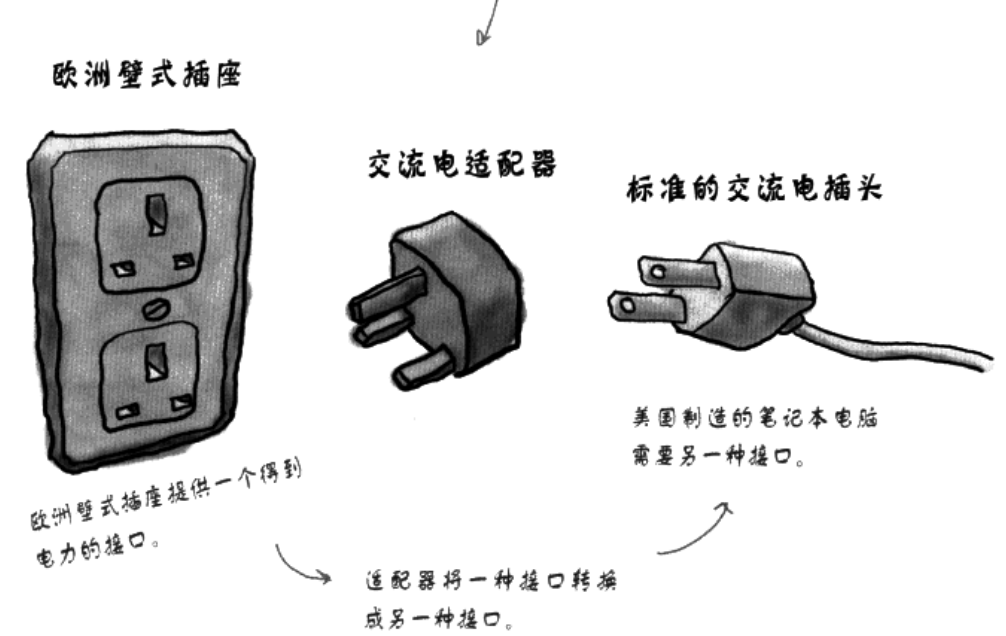 欧洲壁式插座
交流电适配器
标准的交流电插头
欧洲壁式插座提供一个得到
电力的接口。
适配器将一种接口转换
成另一种接口。
美国制造的笔记本电脑
需要另一种接口。